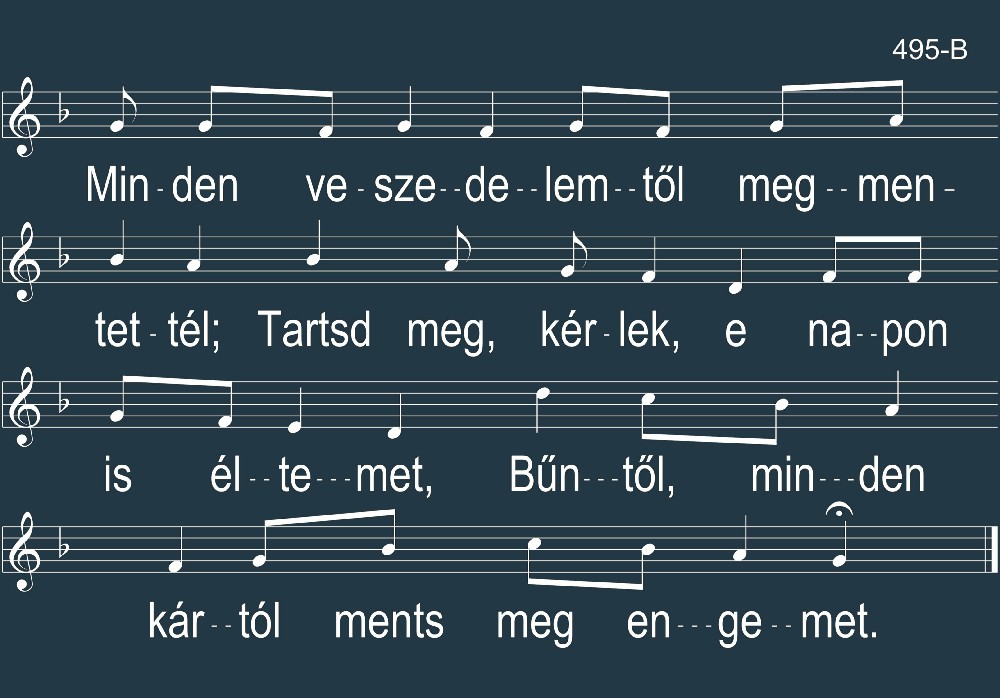 495-B
Min - den ve - sze - - de - - lem - - től meg - - men -
tet - tél; Tartsd meg, kér - lek, e na - - pon
is él - - te - - - met, Bűn - - - től, min - - - den
kár - - tól ments meg en - - - ge - - met.